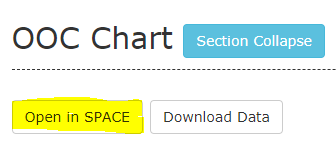 OOC Chart Section Collapse
Open in SPACE Download Data